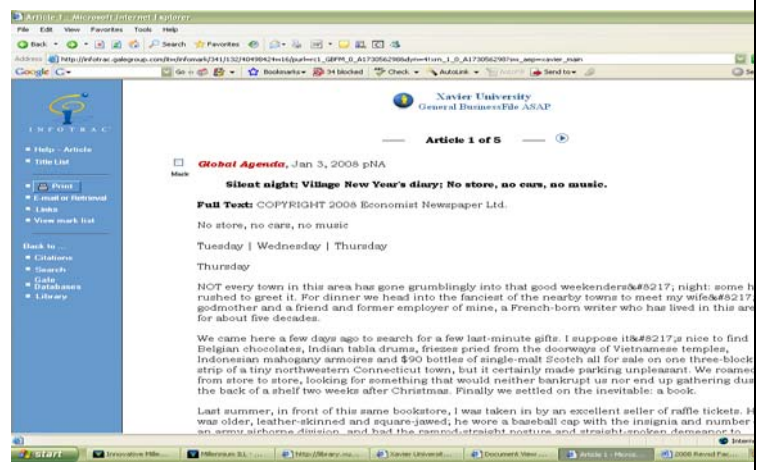 Article 1 - Microsoft Internet Explorer
File Edit View Favorites Tools Help
Back Search Favorites
Address
Google Go Bookmarks 34 blocked Check AutoLink Send to
INFOTRAC
Help - Article
Title List
Print
E-mail or Retrieval
Links
View mark list
Back to ...
Citations
Search
Gale Databases
Library
Xavier University
General BusinessFile ASAP
Article 1 of 5
Mark
Global Agenda, Jan 3, 2008 pNA
Silent night; Village New Year's diary; No store, no cars, no music.
Full Text: COPYRIGHT 2008 Economist Newspaper Ltd.
No store, no cars, no music
Tuesday | Wednesday | Thursday
Thursday
NOT every town in this area has gone grumblingly into that good weekenders&#8217; night: some h
rushed to greet it. For dinner we head into the fanciest of the nearby towns to meet my wife&#8217;
godmother and a friend and former employer of mine, a French-born writer who has lived in this are
for about five decades.
We came here a few days ago to search for a few last-minute gifts. I suppose it&#8217;s nice to find
Belgian chocolates, Indian tabla drums, friezes pried from the doorways of Vietnamese temples,
Indonesian mahogany armoires and $90 bottles of single-malt Scotch all for sale on one three-block
strip of a tiny northwestern Connecticut town, but it certainly made parking unpleasant. We roamed
from store to store, looking for something that would neither bankrupt us nor end up gathering dus
the back of a shelf two weeks after Christmas. Finally we settled on the inevitable: a book.
Last summer, in front of this same bookstore, I was taken in by an excellent seller of raffle tickets. H
was older, leather-skinned and square-jawed; he wore a baseball cap with the insignia and number
an army airborne division, and had the ramrod-straight posture and straight-spoken demeanor to
start Innovative Mille... Millennium ILL - ... http://library.xu... Xavier Universit... Document View ... Article 1 - Micros... 2008 Revised Pac...